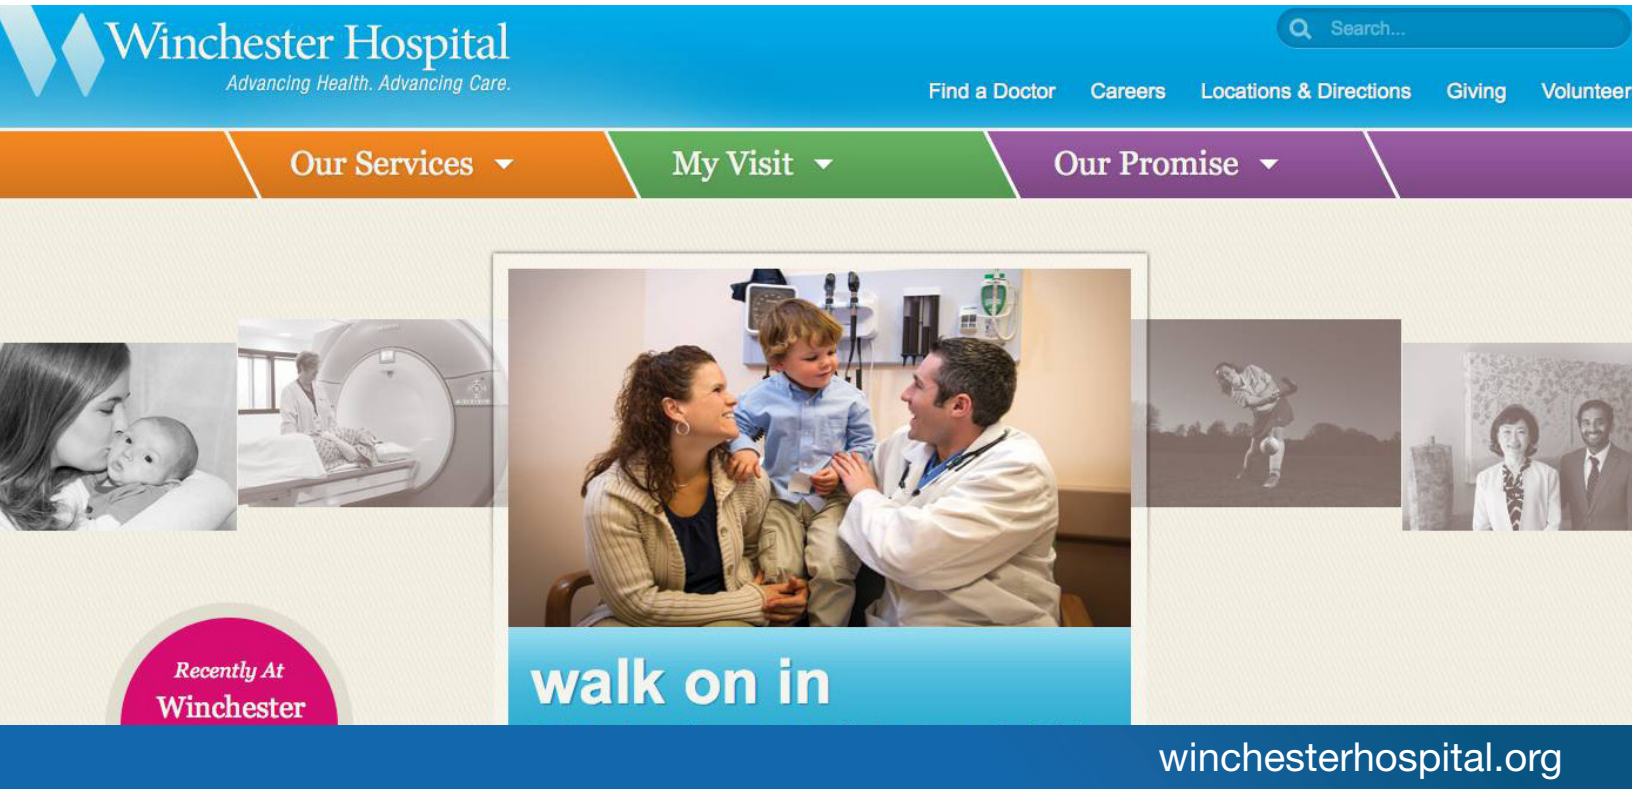 Winchester Hospital
Advancing Health. Advancing Care.
Search...
Find a Doctor Careers Locations & Directions Giving Volunteer
Our Services My Visit Our Promise
Recently At
Winchester
walk on in
winchesterhospital.org